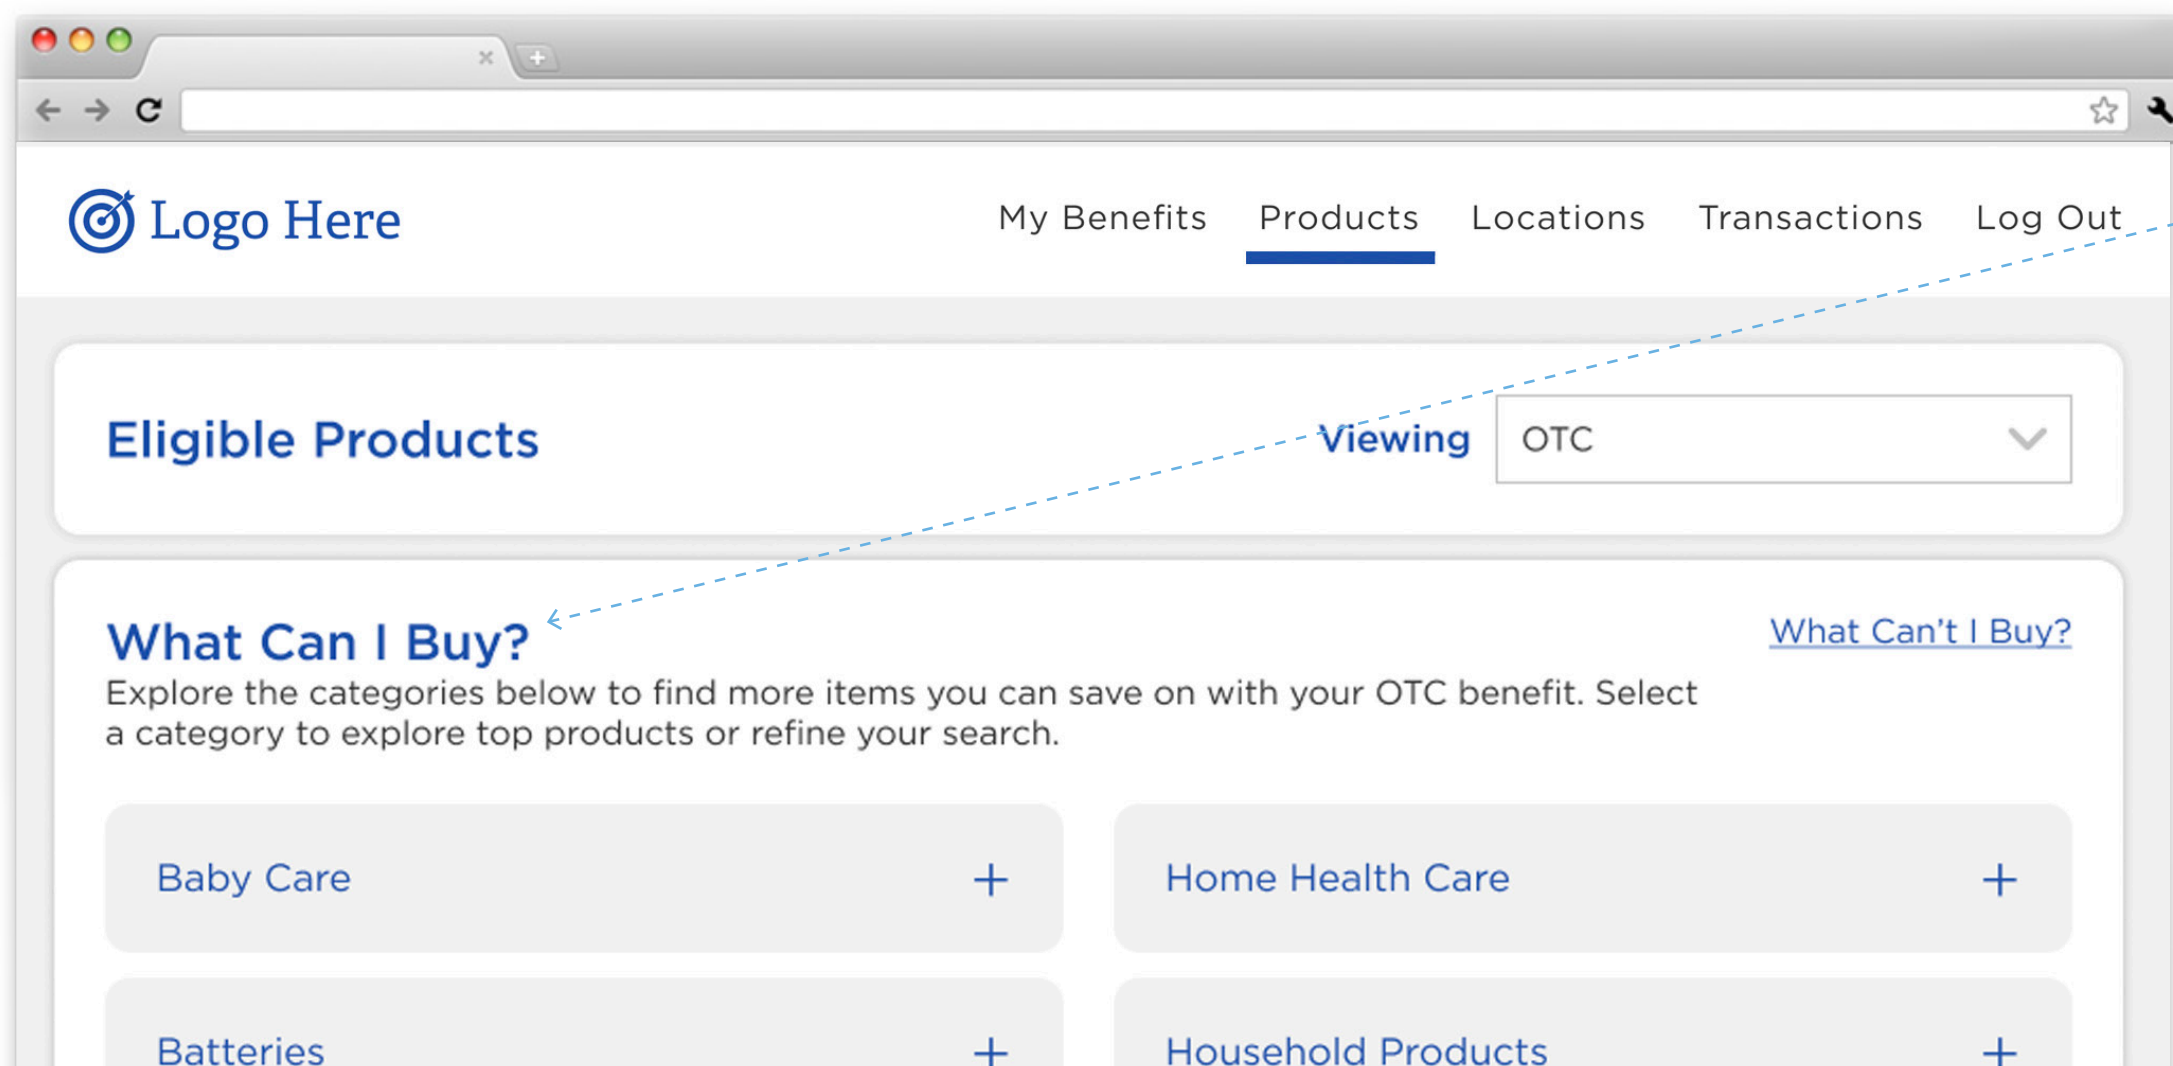 Logo Here
My Benefits Products Locations Transactions Log Out
Eligible Products
Viewing OTC
What Can I Buy?
What Can't I Buy?
Explore the categories below to find more items you can save on with your OTC benefit. Select
a category to explore top products or refine your search.
Baby Care +
Home Health Care +
Batteries +
Household Products +